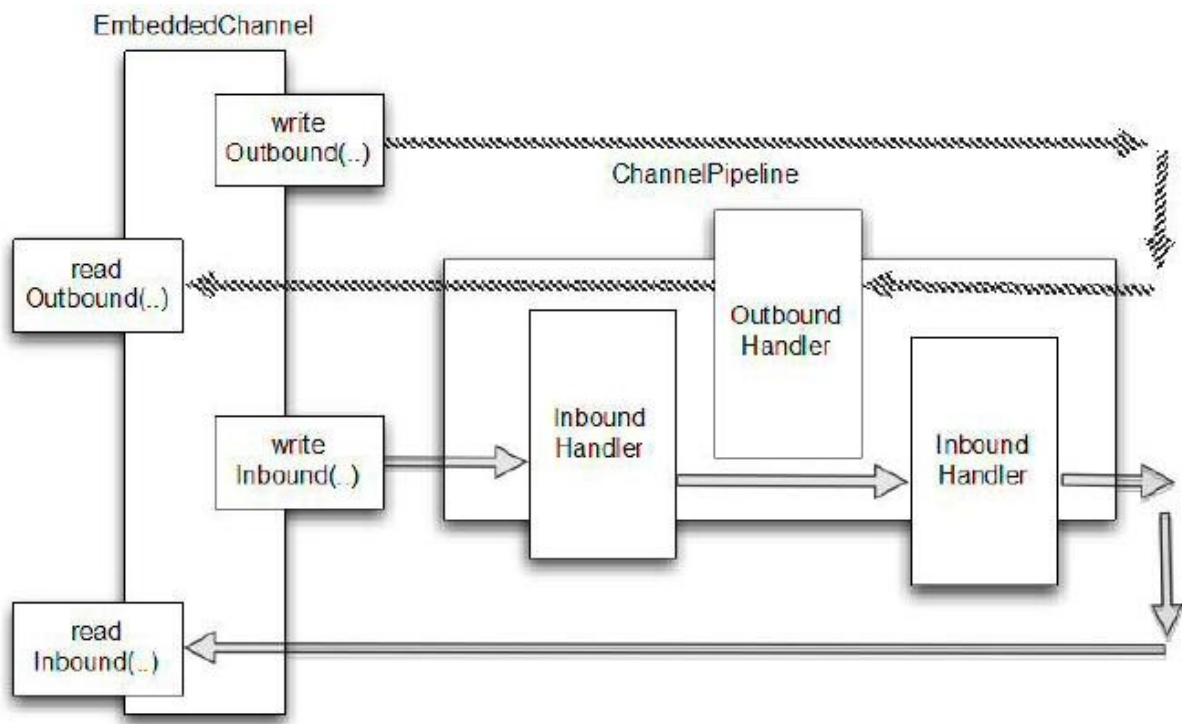 EmbeddedChannel
write
Outbound(..)
ChannelPipeline
read
Outbound(..)
Outbound
Handler
Inbound
Handler
write
Inbound(..)
Inbound
Handler
read
Inbound(..)